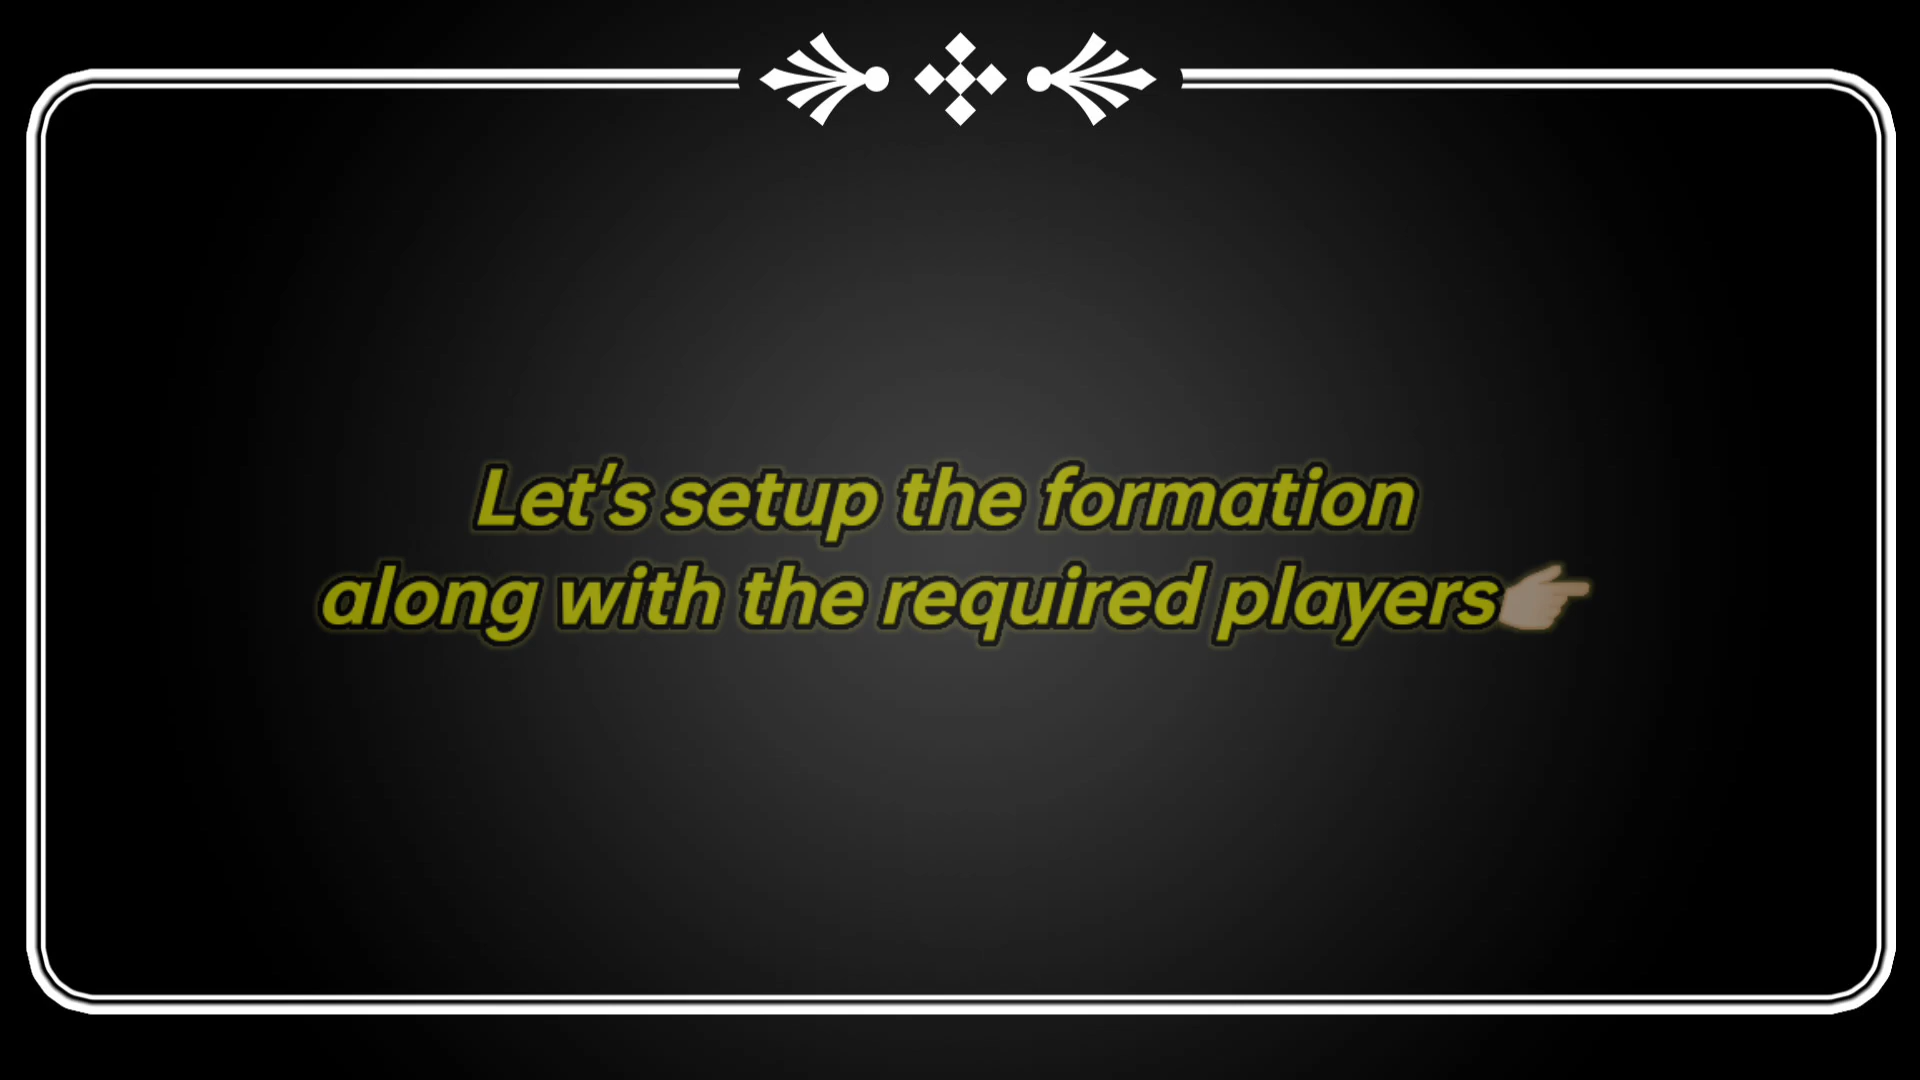 Let's setup the formation
along with the required players👉🏻